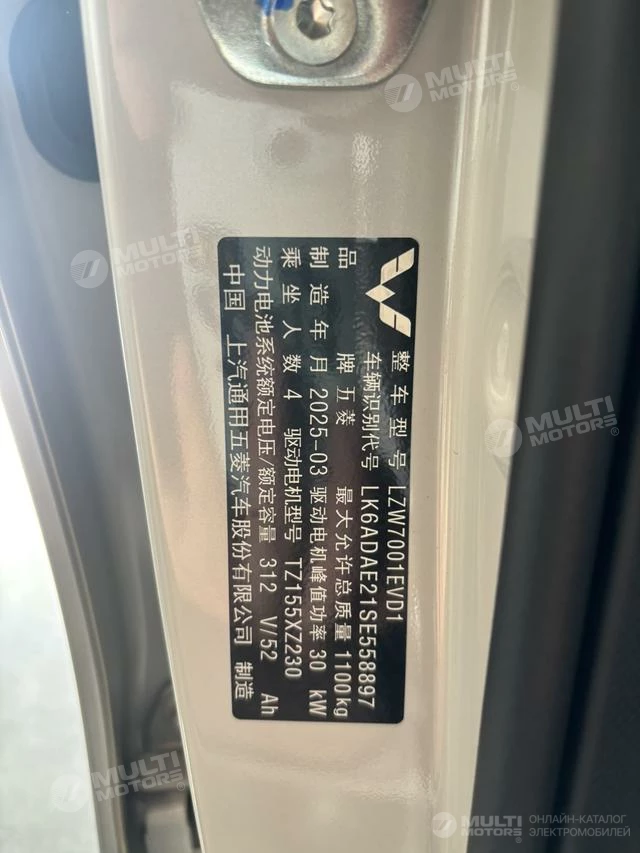 整车型号 LZW7001EVD1
车辆识别代号 LK6ADAE21SE558897
品 牌 五菱 最大允许总质量 1100kg
制造年月 2025-03 驱动电机峰值功率 30 kW
乘坐人数 4 驱动电机型号 TZ155XZ230
动力电池系统额定电压/额定容量 312 V/52 Ah
中国 上汽通用五菱汽车股份有限公司 制造
MULTI MOTORS®
MULTI MOTORS®
MULTI MOTORS®
MULTI MOTORS®
MULTI MOTORS® ОНЛАЙН-КАТАЛОГ ЭЛЕКТРОМОБИЛЕЙ